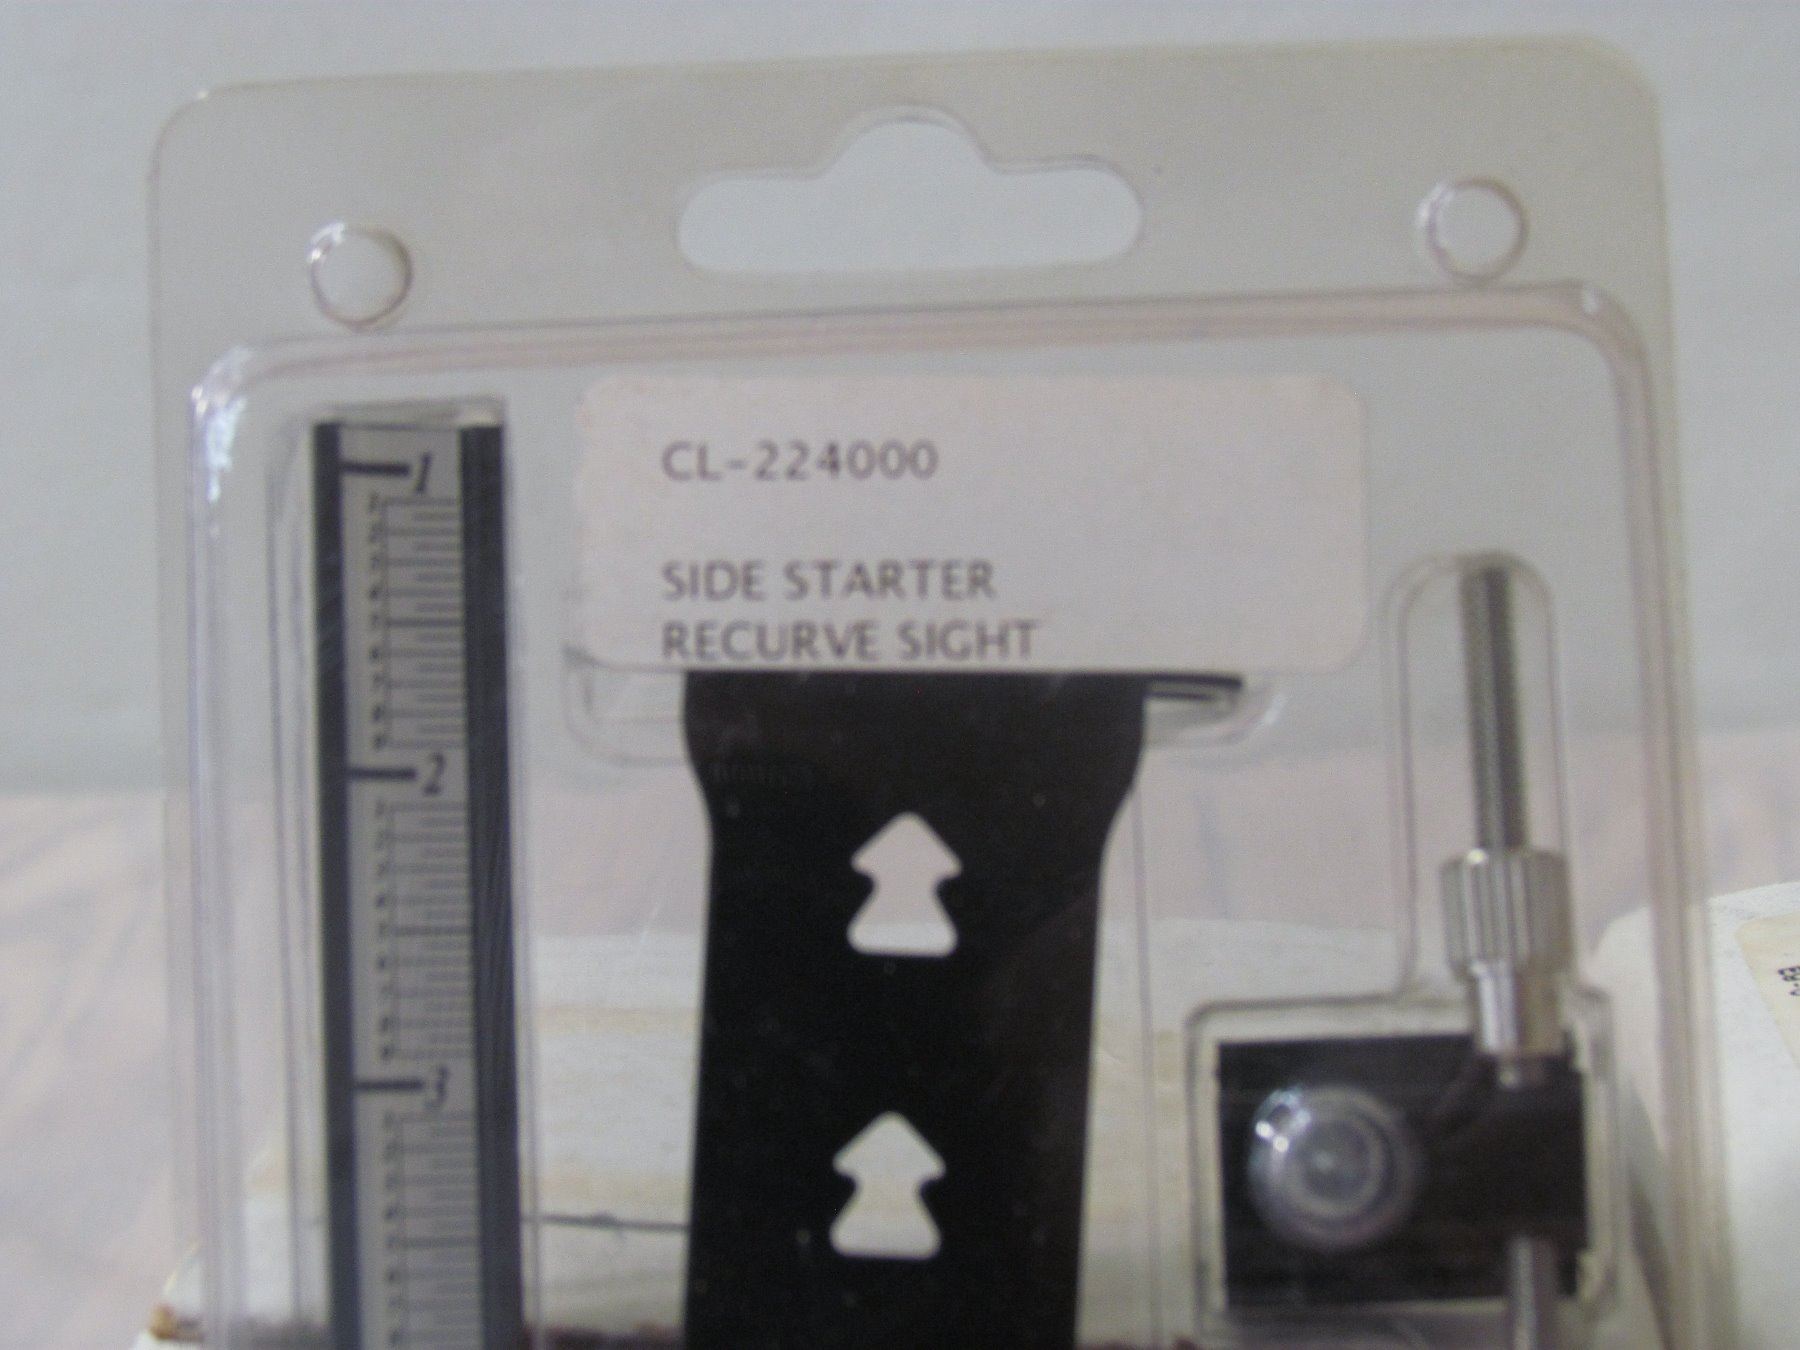 CL-224000
SIDE STARTER
RECURVE SIGHT
1
2
3